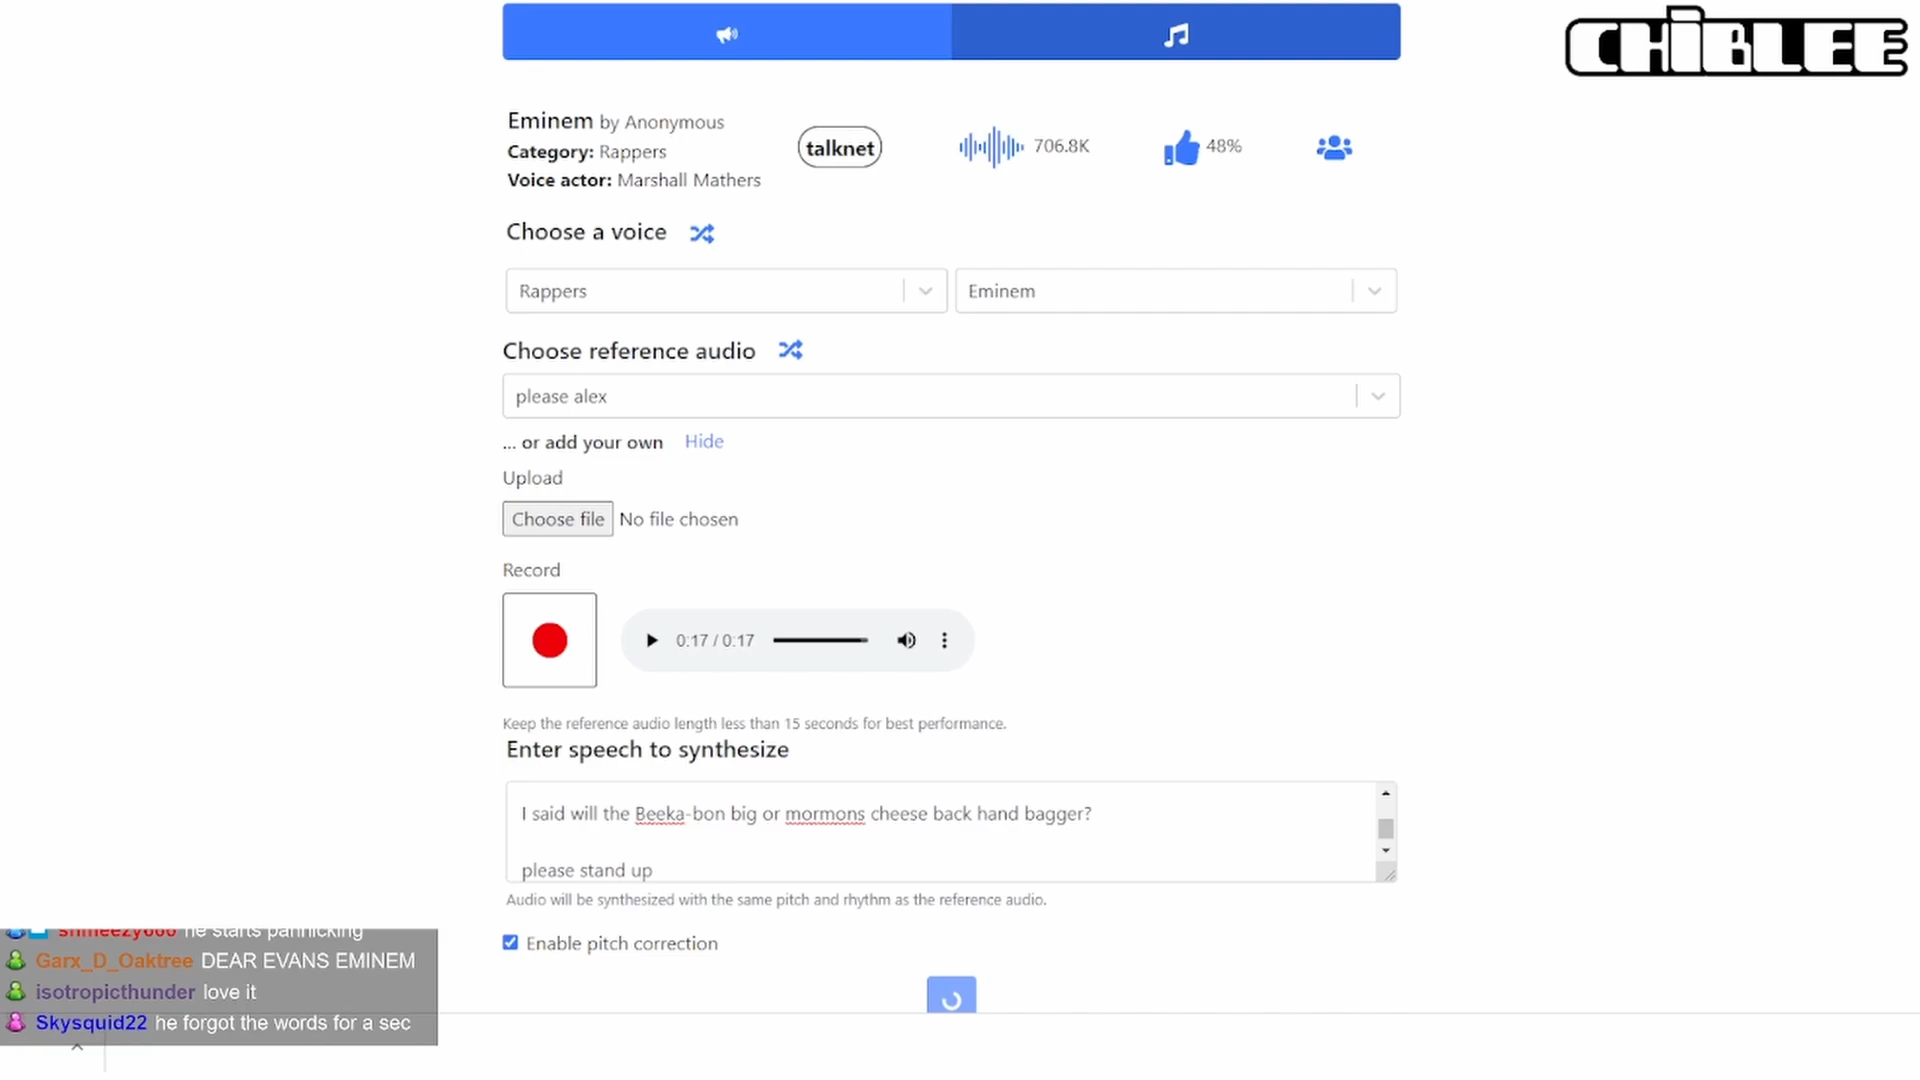 CHiBLEE
Eminem by Anonymous
Category: Rappers
Voice actor: Marshall Mathers
talknet
706.8K
48%
Choose a voice
Rappers
Eminem
Choose reference audio
please alex
... or add your own Hide
Upload
Choose file No file chosen
Record
0:17 / 0:17
Keep the reference audio length less than 15 seconds for best performance.
Enter speech to synthesize
I said will the Beeka-bon big or mormons cheese back hand bagger?
please stand up
Audio will be synthesized with the same pitch and rhythm as the reference audio.
Enable pitch correction
he starts pannicking
Garx_D_Oaktree DEAR EVANS EMINEM
isotropicthunder love it
Skysquid22 he forgot the words for a sec